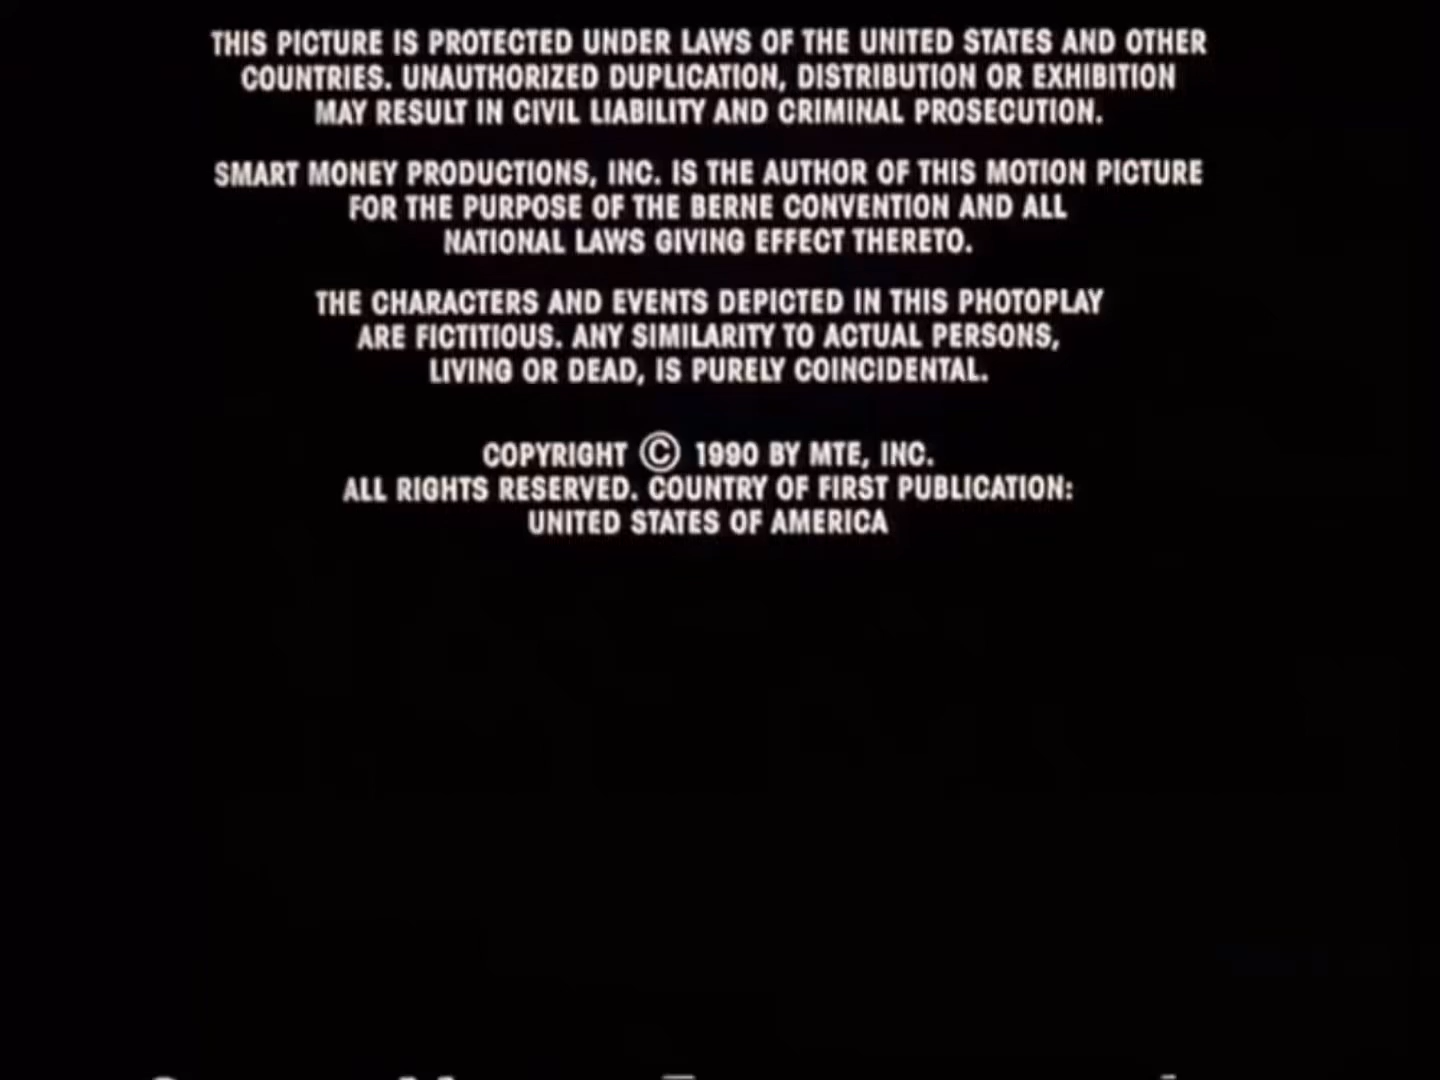 THIS PICTURE IS PROTECTED UNDER LAWS OF THE UNITED STATES AND OTHER
COUNTRIES. UNAUTHORIZED DUPLICATION, DISTRIBUTION OR EXHIBITION
MAY RESULT IN CIVIL LIABILITY AND CRIMINAL PROSECUTION.
SMART MONEY PRODUCTIONS, INC. IS THE AUTHOR OF THIS MOTION PICTURE
FOR THE PURPOSE OF THE BERNE CONVENTION AND ALL
NATIONAL LAWS GIVING EFFECT THERETO.
THE CHARACTERS AND EVENTS DEPICTED IN THIS PHOTOPLAY
ARE FICTITIOUS. ANY SIMILARITY TO ACTUAL PERSONS,
LIVING OR DEAD, IS PURELY COINCIDENTAL.
COPYRIGHT © 1990 BY MTE, INC.
ALL RIGHTS RESERVED. COUNTRY OF FIRST PUBLICATION:
UNITED STATES OF AMERICA